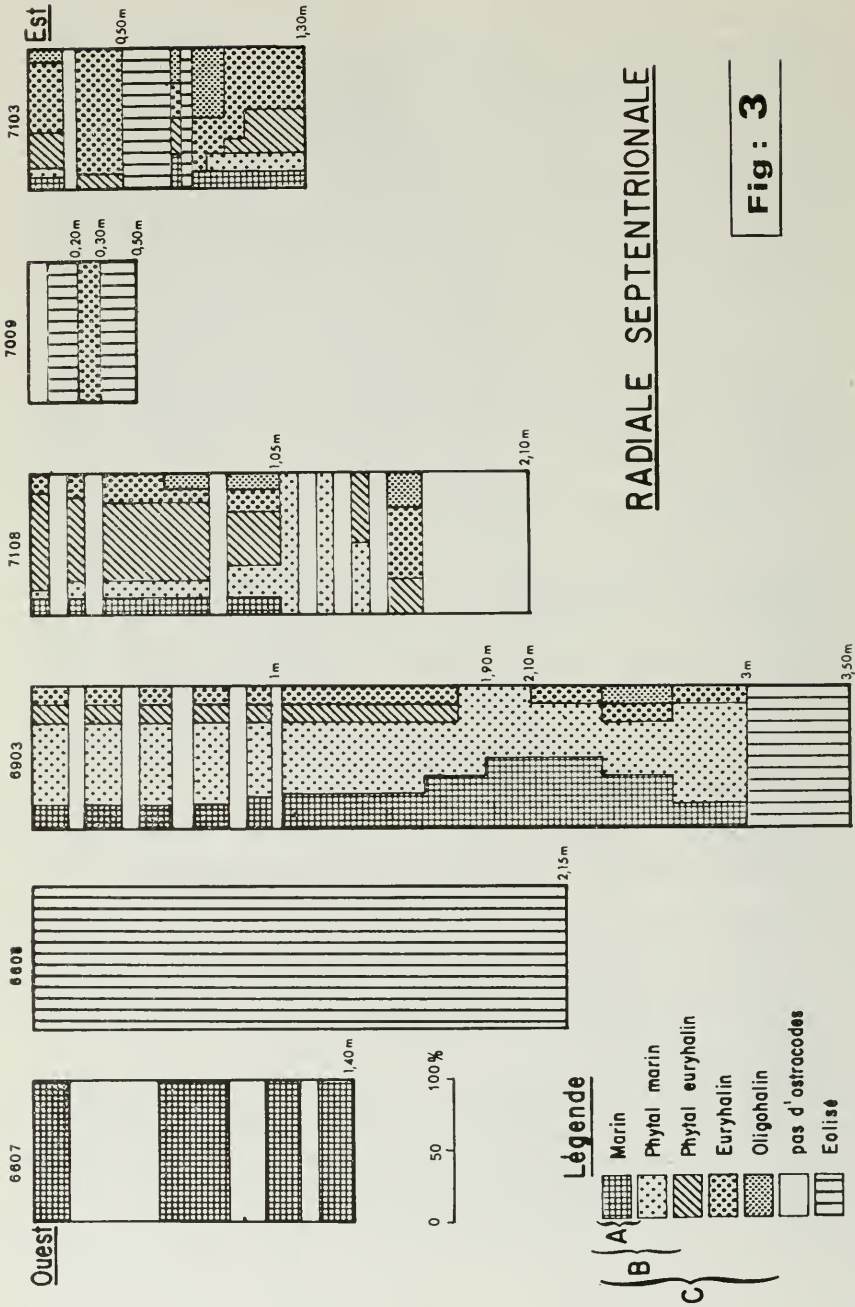 Ouest
Est
6607
1,40m
6608
2,15m
6903
1m
1,90m
2,10m
3m
3,50m
7108
1,05m
2,10m
7009
0,20m
0,30m
0,50m
7103
0,50m
1,30m
0 50 100%
Légende
Marin
Phytal marin
Phytal euryhalin
Euryhalin
Oligohalin
pas d'ostracodes
Eolisé
A
B
C
RADIALE SEPTENTRIONALE
Fig: 3